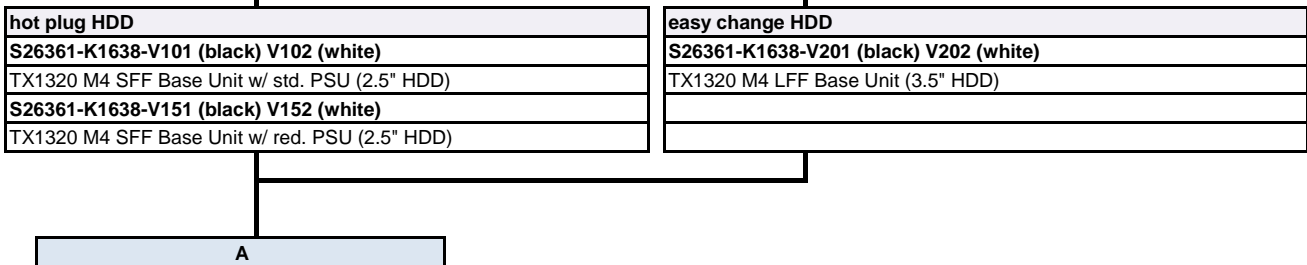 hot plug HDD
S26361-K1638-V101 (black) V102 (white)
TX1320 M4 SFF Base Unit w/ std. PSU (2.5" HDD)
S26361-K1638-V151 (black) V152 (white)
TX1320 M4 SFF Base Unit w/ red. PSU (2.5" HDD)
easy change HDD
S26361-K1638-V201 (black) V202 (white)
TX1320 M4 LFF Base Unit (3.5" HDD)
A